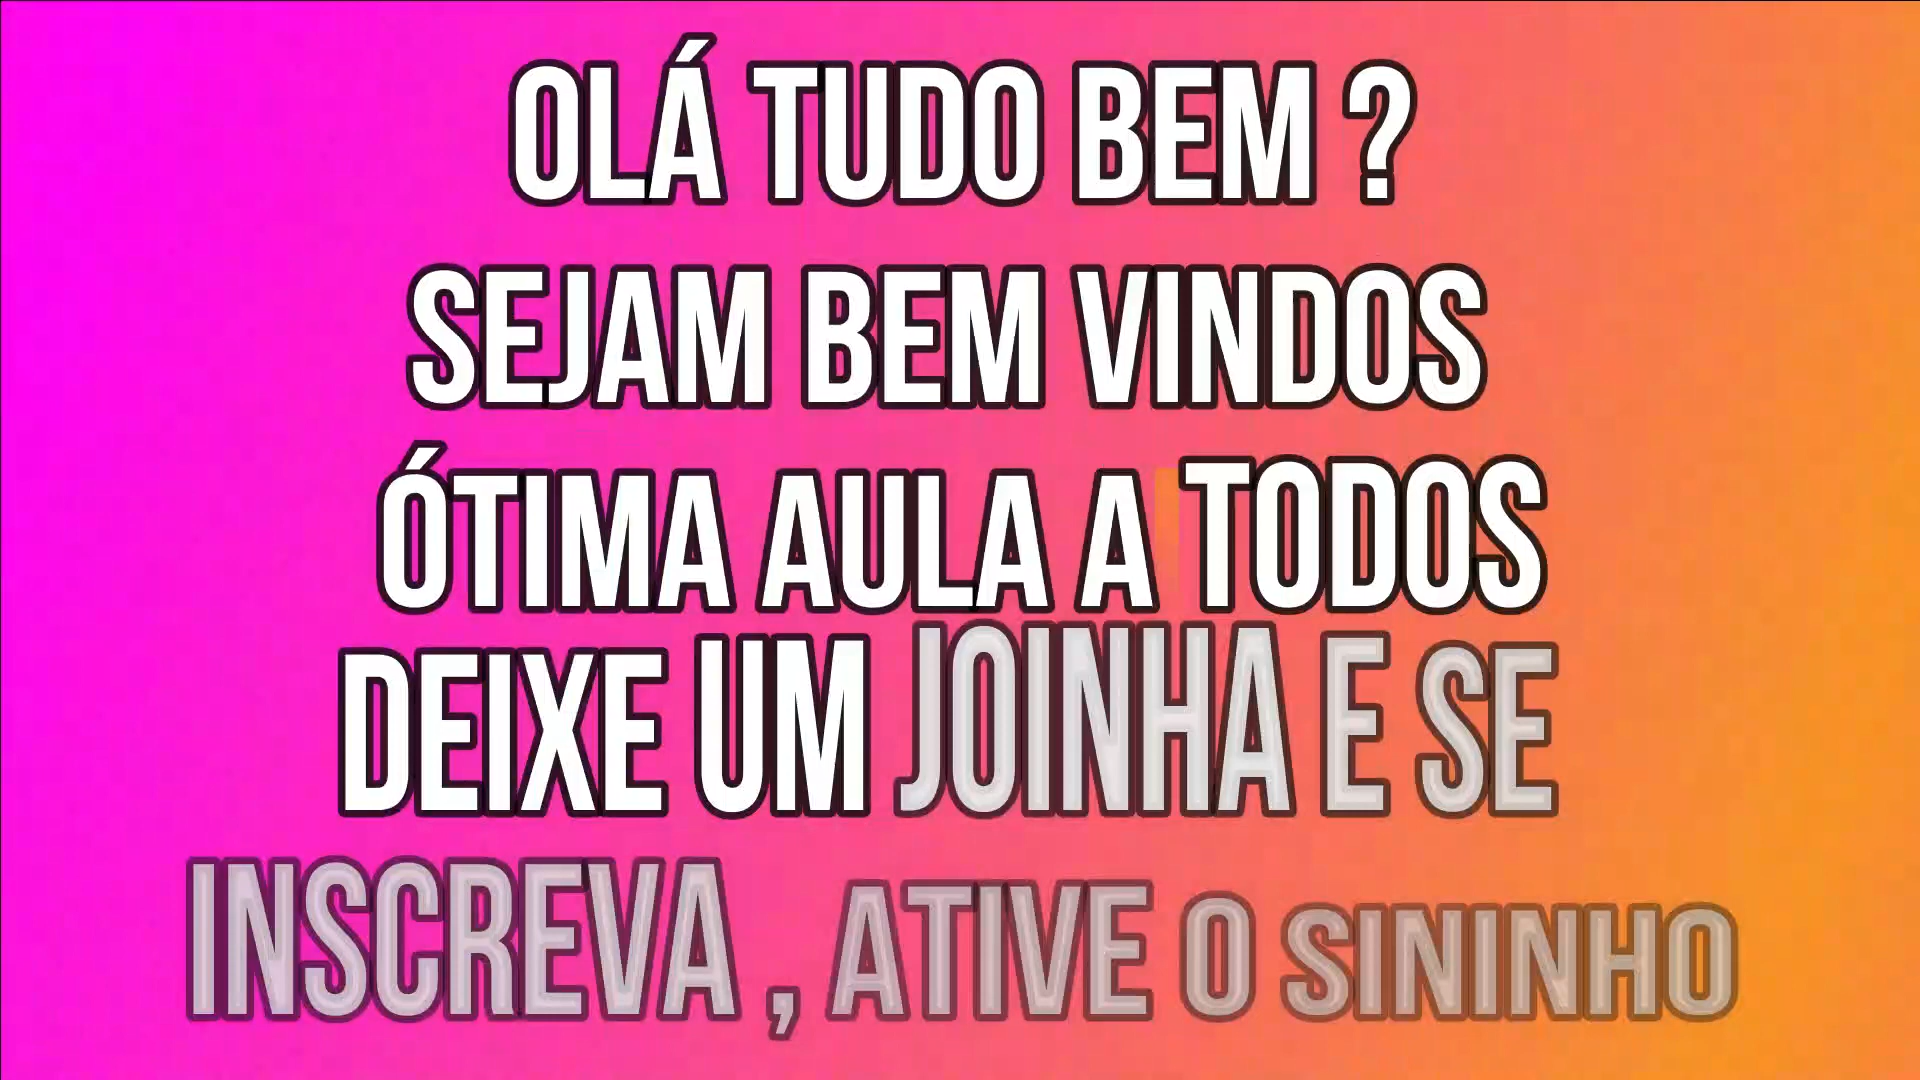 OLÁ TUDO BEM ?
SEJAM BEM VINDOS
ÓTIMA AULA A TODOS
DEIXE UM JOINHA E SE
INSCREVA , ATIVE O SININHO